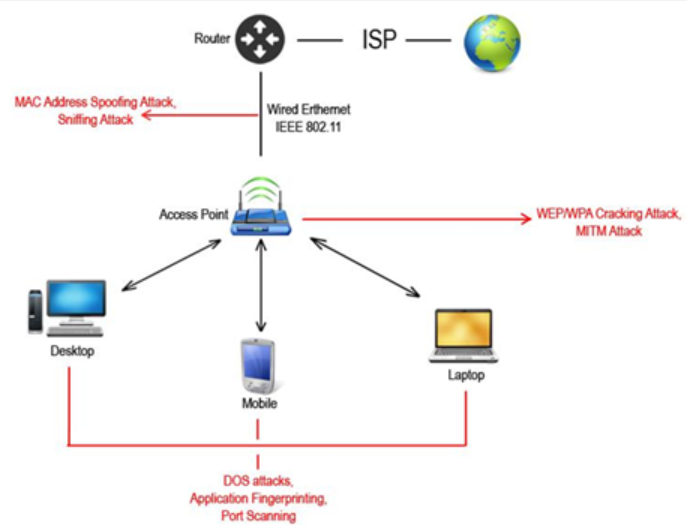 Router
ISP
MAC Address Spoofing Attack,
Sniffing Attack
Wired Erthernet
IEEE 802.11
Access Point
WEP/WPA Cracking Attack,
MITM Attack
Desktop
Mobile
Laptop
DOS attacks,
Application Fingerprinting,
Port Scanning